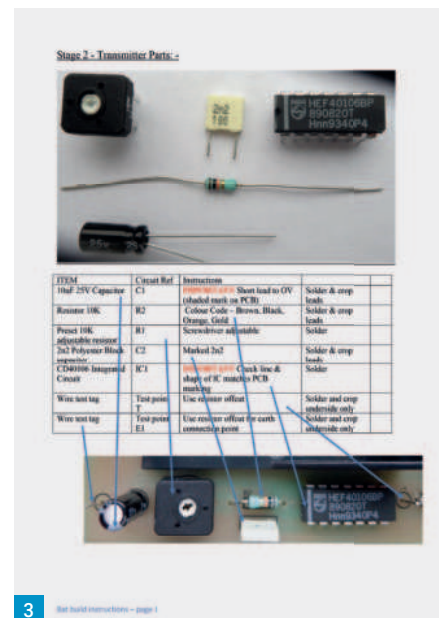 Stage 2 - Transmitter Parts: -
2n2
HEF40106BP
890820T
Hnn9340P4
25V
ITEM Circuit Ref Instructions
10uF 25V Capacitor C1 Short lead to OV Solder & crop
(shaded mark on PCB) leads
Resistor 10K R2 Colour Code – Brown, Black, Solder & crop
Orange, Gold leads
Preset 10K R1 Screwdriver adjustable Solder
adjustable resistor
2n2 Polyester Block C2 Marked 2n2 Solder & crop
capacitor leads
CD40106 Integrated IC1 Check line & Solder
Circuit shape of IC matches PCB
marking
Wire test tag Test point Use resistor offcut Solder and crop
T underside only
Wire test tag Test point Use resistor offcut for earth Solder and crop
E1 connection point underside only
HEF40106BP
890820T
Hnn9340P4
3
Bat build instructions – page 1